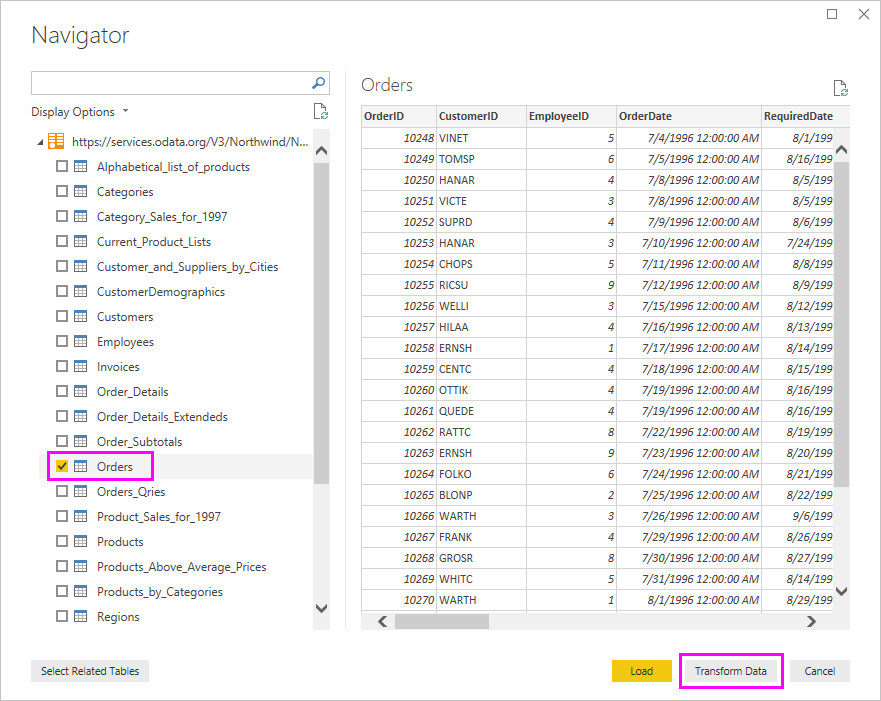 Navigator
Display Options
https://services.odata.org/V3/Northwind/N...
Alphabetical_list_of_products
Categories
Category_Sales_for_1997
Current_Product_Lists
Customer_and_Suppliers_by_Cities
CustomerDemographics
Customers
Employees
Invoices
Order_Details
Order_Details_Extendeds
Order_Subtotals
Orders
Orders_Qries
Product_Sales_for_1997
Products
Products_Above_Average_Prices
Products_by_Categories
Regions
Orders
OrderID CustomerID EmployeeID OrderDate RequiredDate
10248 VINET 5 7/4/1996 12:00:00 AM 8/1/199
10249 TOMSP 6 7/5/1996 12:00:00 AM 8/16/199
10250 HANAR 4 7/8/1996 12:00:00 AM 8/5/199
10251 VICTE 3 7/8/1996 12:00:00 AM 8/5/199
10252 SUPRD 4 7/9/1996 12:00:00 AM 8/6/199
10253 HANAR 3 7/10/1996 12:00:00 AM 7/24/199
10254 CHOPS 5 7/11/1996 12:00:00 AM 8/8/199
10255 RICSU 9 7/12/1996 12:00:00 AM 8/9/199
10256 WELLI 3 7/15/1996 12:00:00 AM 8/12/199
10257 HILAA 4 7/16/1996 12:00:00 AM 8/13/199
10258 ERNSH 1 7/17/1996 12:00:00 AM 8/14/199
10259 CENTC 4 7/18/1996 12:00:00 AM 8/15/199
10260 OTTIK 4 7/19/1996 12:00:00 AM 8/16/199
10261 QUEDE 4 7/19/1996 12:00:00 AM 8/16/199
10262 RATTC 8 7/22/1996 12:00:00 AM 8/19/199
10263 ERNSH 9 7/23/1996 12:00:00 AM 8/20/199
10264 FOLKO 6 7/24/1996 12:00:00 AM 8/21/199
10265 BLONP 2 7/25/1996 12:00:00 AM 8/22/199
10266 WARTH 3 7/26/1996 12:00:00 AM 9/6/199
10267 FRANK 4 7/29/1996 12:00:00 AM 8/26/199
10268 GROSR 8 7/30/1996 12:00:00 AM 8/27/199
10269 WHITC 5 7/31/1996 12:00:00 AM 8/14/199
10270 WARTH 1 8/1/1996 12:00:00 AM 8/29/199
Select Related Tables
Load
Transform Data
Cancel